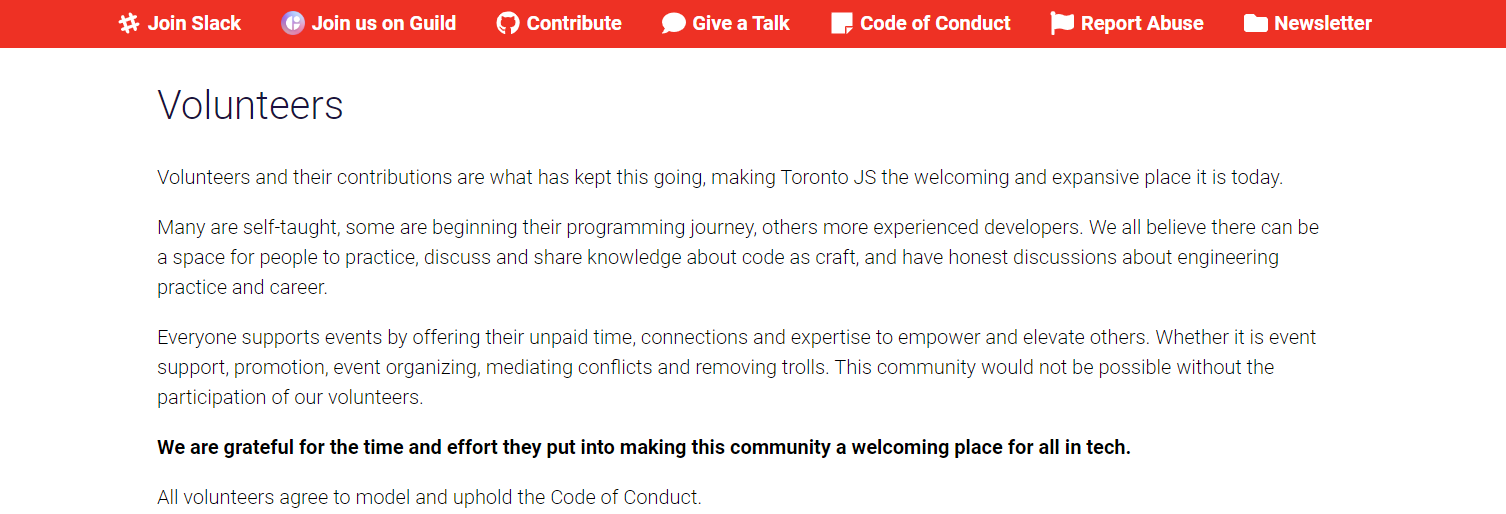 Join Slack Join us on Guild Contribute Give a Talk Code of Conduct Report Abuse Newsletter
Volunteers
Volunteers and their contributions are what has kept this going, making Toronto JS the welcoming and expansive place it is today.
Many are self-taught, some are beginning their programming journey, others more experienced developers. We all believe there can be
a space for people to practice, discuss and share knowledge about code as craft, and have honest discussions about engineering
practice and career.
Everyone supports events by offering their unpaid time, connections and expertise to empower and elevate others. Whether it is event
support, promotion, event organizing, mediating conflicts and removing trolls. This community would not be possible without the
participation of our volunteers.
We are grateful for the time and effort they put into making this community a welcoming place for all in tech.
All volunteers agree to model and uphold the Code of Conduct.